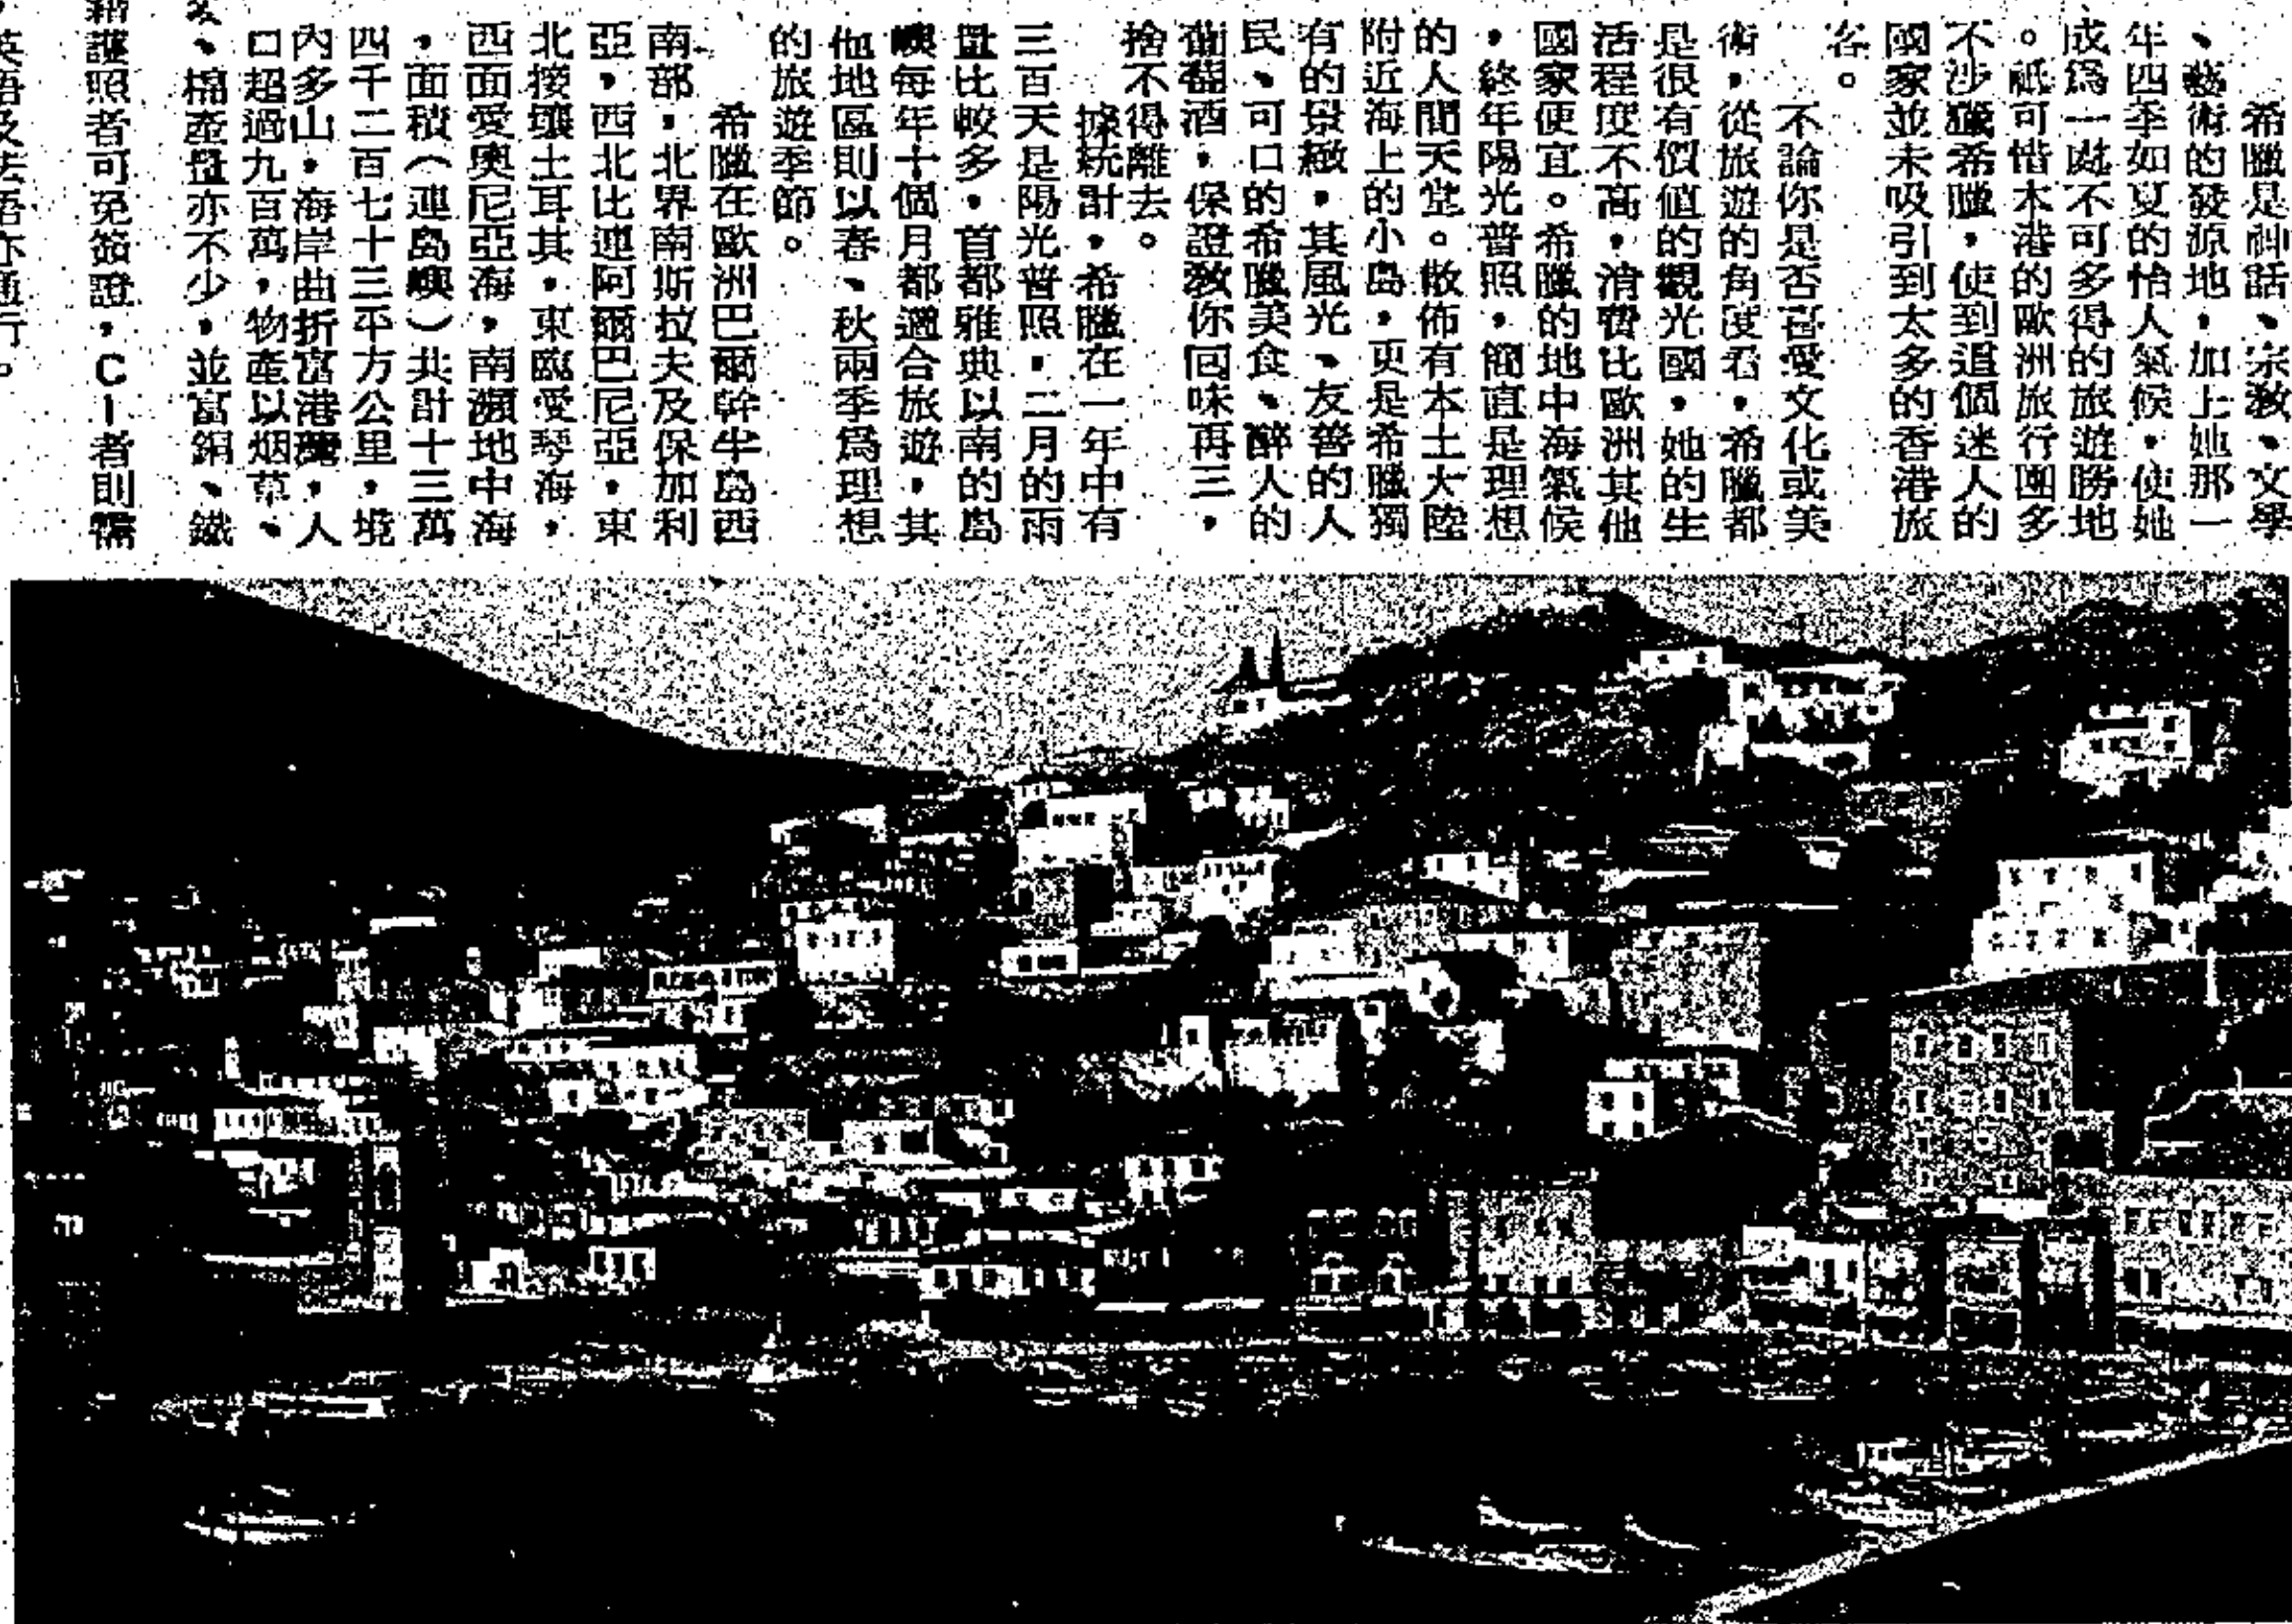 希臘是神話、宗教、文學
、藝術的發源地，加上她那一
年四季如夏的怡人氣候，使她
成爲一處不可多得的旅遊勝地
。祇可惜本港的歐洲旅行團多
不涉獵希臘，使到這個迷人的
國家並未吸引到太多的香港旅
客。
不論你是否喜愛文化或美
術，從旅遊的角度看，希臘都
是很有價値的觀光國，她的生
活程度不高，消費比歐洲其他
國家便宜。希臘的地中海氣候
，終年陽光普照，簡直是理想
的人間天堂。散佈有本土大陸
附近海上的小島，更是希臘獨
有的景緻，其風光、友善的人
民、可口的希臘美食、醉人的
葡萄酒，保證敎你回味再三，
捨不得離去。
據統計，希臘在一年中有
三百天是陽光普照，二月的雨
量比較多，首都雅典以南的島
嶼每年十個月都適合旅遊，其
他地區則以春、秋兩季爲理想
的旅遊季節。
希臘在歐洲巴爾幹半島西
南部，北界南斯拉夫及保加利
亞，西北比連阿爾巴尼亞，東
北接壤土耳其，東臨愛琴海，
西面愛奧尼亞海，南瀕地中海
，面積（連島嶼）共計十三萬
四千二百七十三平方公里，境
內多山，海岸曲折富港灣，人
口超過九百萬，物產以烟草、
、棉產量亦不少，並富銅、鐵
護照者可免簽證，CI者則需
英語及法語亦通行。